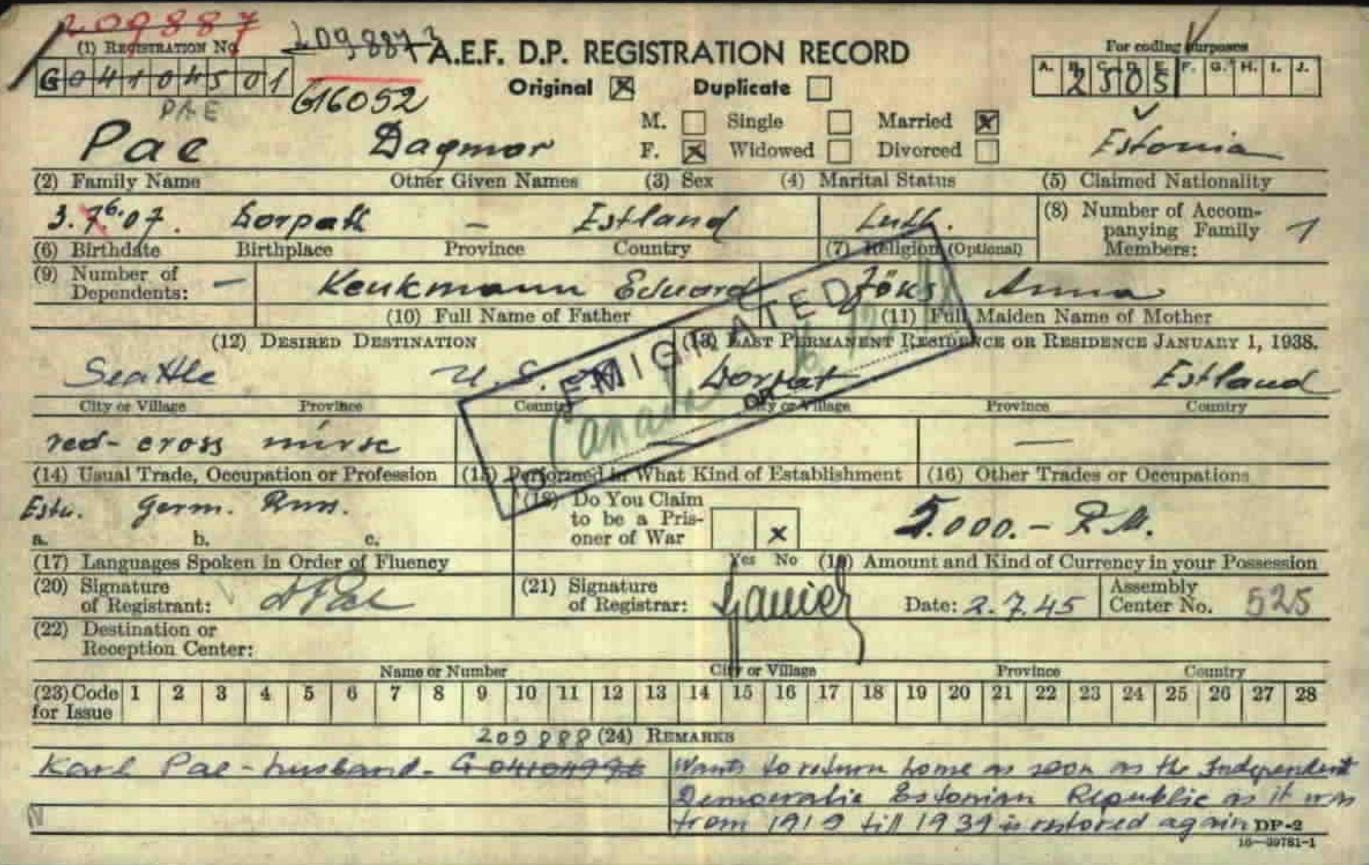 209887
(1) REGISTRATION No. 209887 A.E.F. D.P. REGISTRATION RECORD For coding purposes
G04104501 G16052 Original ☒ Duplicate ☐ A. B. C. D. E. F. G. H. I. J.
2505
PAE
M. ☐ Single ☐ Married ☒
Pae Dagmar F. ☒ Widowed ☐ Divorced ☐ Estonia
(2) Family Name Other Given Names (3) Sex (4) Marital Status (5) Claimed Nationality
3. 6. 07. Dorpath – Estland Luth. (8) Number of Accompanying Family Members: 1
(6) Birthdate Birthplace Province Country (7) Religion (Optional)
(9) Number of Dependents: – Keukmann Eduard Jöks Anna
(10) Full Name of Father (11) Full Maiden Name of Mother
(12) DESIRED DESTINATION (13) LAST PERMANENT RESIDENCE OR RESIDENCE JANUARY 1, 1938.
Seattle Dorpat Estland
City or Village Province Country City or Village Province Country
EMIGRATED
TO Canada
OR
red-cross nurse — —
(14) Usual Trade, Occupation or Profession (15) Performed in What Kind of Establishment (16) Other Trades or Occupations
Estn. Germ. Russ. (18) Do You Claim to be a Prisoner of War ☐ ☒ 5.000.- R.M.
a. b. c. Yes No
(17) Languages Spoken in Order of Fluency (19) Amount and Kind of Currency in your Possession
(20) Signature of Registrant: DPae (21) Signature of Registrar: Date: 2.7.45 Assembly Center No. 525
(22) Destination or Reception Center:
Name or Number City or Village Province Country
(23) Code for Issue 1 2 3 4 5 6 7 8 9 10 11 12 13 14 15 16 17 18 19 20 21 22 23 24 25 26 27 28
209888 (24) REMARKS
Karl Pae - husband - Wants to return home as soon as the Independent
Democratic Estonian Republic as it was
N from 1919 till 1939 is restored again DP-2
16—39781-1